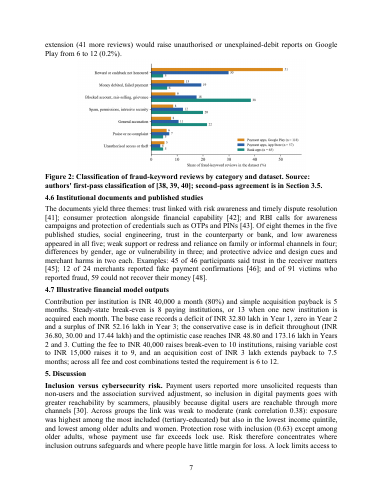 extension (41 more reviews) would raise unauthorised or unexplained-debit reports on Google
Play from 6 to 12 (0.2%).
Reward or cashback not honoured
Money debited, failed payment
Blocked account, mis-selling, grievance
Spam, permissions, intrusive security
General accusation
Praise or no complaint
Unauthorised access or theft
Share of fraud-keyword reviews in the dataset (%)
Figure 2: Classification of fraud-keyword reviews by category and dataset. Source:
authors' first-pass classification of [38, 39, 40]; second-pass agreement is in Section 3.5.
4.6 Institutional documents and published studies
The documents yield three themes: trust linked with risk awareness and timely dispute resolution
[41]; consumer protection alongside financial capability [42]; and RBI calls for awareness
campaigns and protection of credentials such as OTPs and PINs [43]. Of eight themes in the five
published studies, social engineering, trust in the counterparty or bank, and low awareness
appeared in all five; weak support or redress and reliance on family or informal channels in four;
differences by gender, age or vulnerability in three; and protective advice and design cues and
merchant harms in two each. Examples: 45 of 46 participants said trust in the receiver matters
[45]; 12 of 24 merchants reported fake payment confirmations [46]; and of 91 victims who
reported fraud, 59 could not recover their money [48].
4.7 Illustrative financial model outputs
Contribution per institution is INR 40,000 a month (80%) and simple acquisition payback is 5
months. Steady-state break-even is 8 paying institutions, or 13 when one new institution is
acquired each month. The base case records a deficit of INR 32.80 lakh in Year 1, zero in Year 2
and a surplus of INR 52.16 lakh in Year 3; the conservative case is in deficit throughout (INR
36.80, 30.00 and 17.44 lakh) and the optimistic case reaches INR 48.80 and 173.16 lakh in Years
2 and 3. Cutting the fee to INR 40,000 raises break-even to 10 institutions, raising variable cost
to INR 15,000 raises it to 9, and an acquisition cost of INR 3 lakh extends payback to 7.5
months; across all fee and cost combinations tested the requirement is 6 to 12.
5. Discussion
Inclusion versus cybersecurity risk. Payment users reported more unsolicited requests than
non-users and the association survived adjustment, so inclusion in digital payments goes with
greater reachability by scammers, plausibly because digital users are reachable through more
channels [30]. Across groups the link was weak to moderate (rank correlation 0.38): exposure
was highest among the most included (tertiary-educated) but also in the lowest income quintile,
and lowest among older adults and women. Protection rose with inclusion (0.63) except among
older adults, whose payment use far exceeds lock use. Risk therefore concentrates where
inclusion outruns safeguards and where people have little margin for loss. A lock limits access to
7